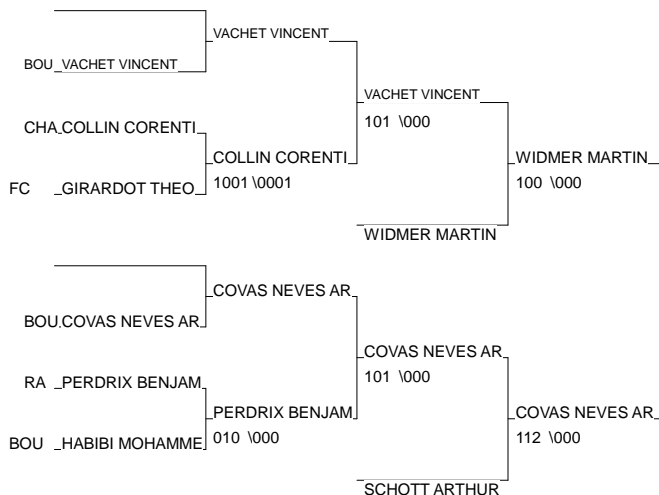 VACHET VINCENT
BOU VACHET VINCENT
VACHET VINCENT
101 \000
CHA COLLIN CORENTI
COLLIN CORENTI
1001 \0001
WIDMER MARTIN
100 \000
FC GIRARDOT THEO
WIDMER MARTIN
COVAS NEVES AR
BOU COVAS NEVES AR
COVAS NEVES AR
101 \000
RA PERDRIX BENJAM
PERDRIX BENJAM
010 \000
COVAS NEVES AR
112 \000
BOU HABIBI MOHAMME
SCHOTT ARTHUR